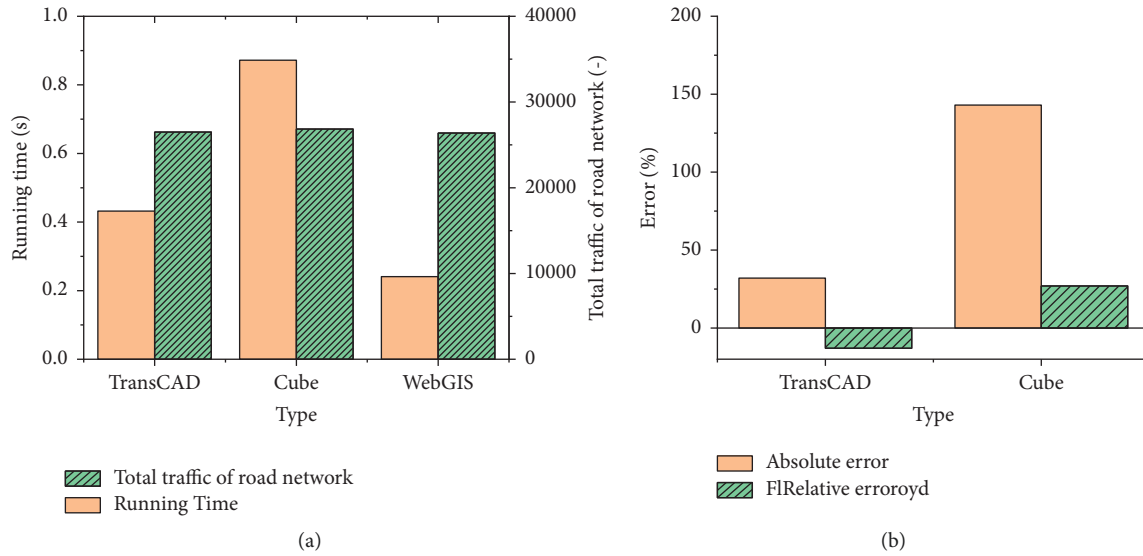 1.0
0.8
0.6
0.4
0.2
0.0
Running time (s)
40000
30000
20000
10000
0
Total traffic of road network (-)
TransCAD
Cube
WebGIS
Type
Total traffic of road network
Running Time
(a)
200
150
100
50
0
Error (%)
TransCAD
Cube
Type
Absolute error
FlRelative erroroyd
(b)